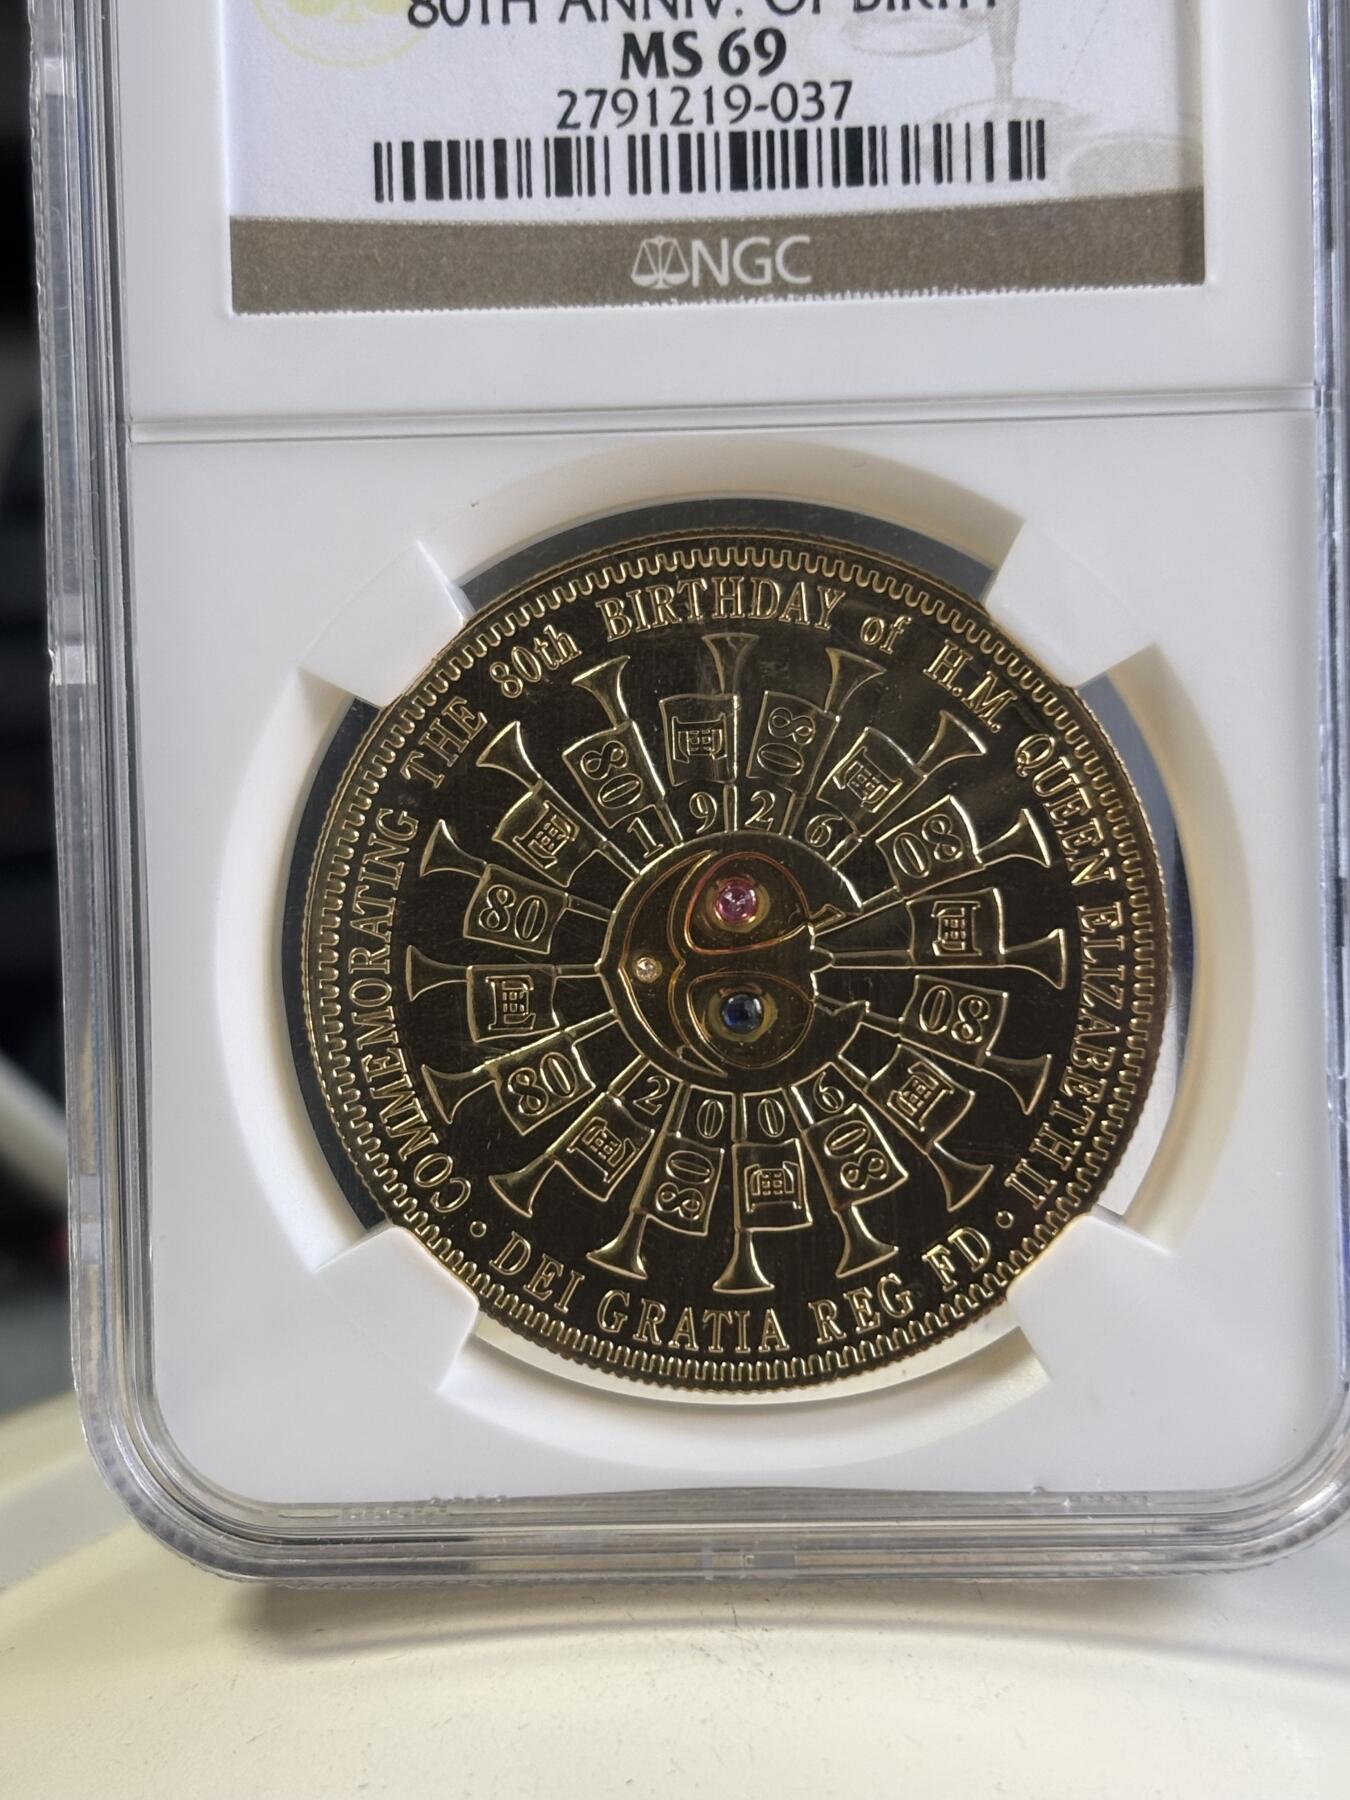 80TH ANNIV. OF BIRTH
MS 69
2791219-037
NGC
COMMEMORATING THE 80th BIRTHDAY of H.M. QUEEN ELIZABETH II
• DEI GRATIA REG FD •
1926
2006
80
80
80
80
80
80
80
80